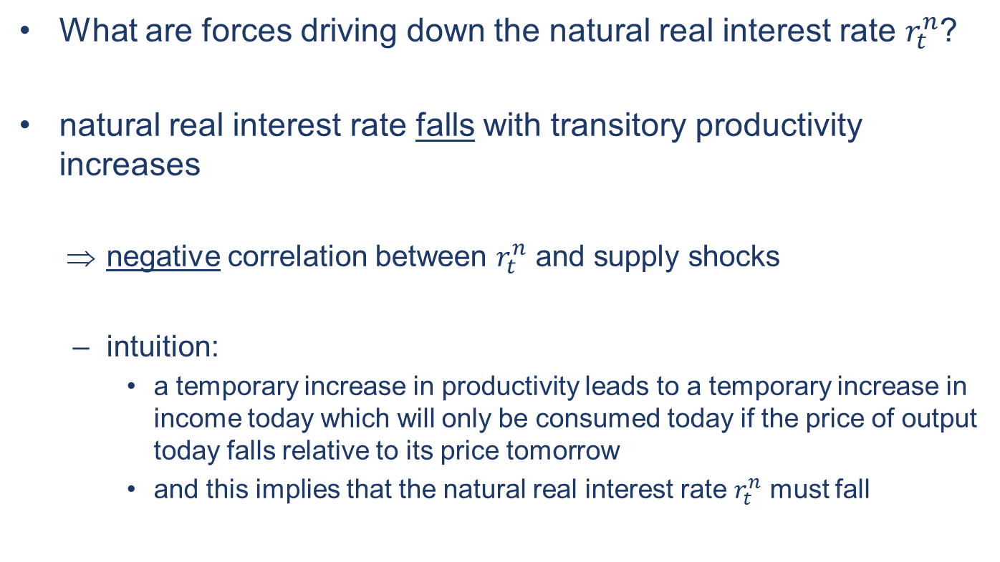 • What are forces driving down the natural real interest rate $r_t^n$?
• natural real interest rate falls with transitory productivity
increases
⇒ negative correlation between $r_t^n$ and supply shocks
– intuition:
• a temporary increase in productivity leads to a temporary increase in
income today which will only be consumed today if the price of output
today falls relative to its price tomorrow
• and this implies that the natural real interest rate $r_t^n$ must fall